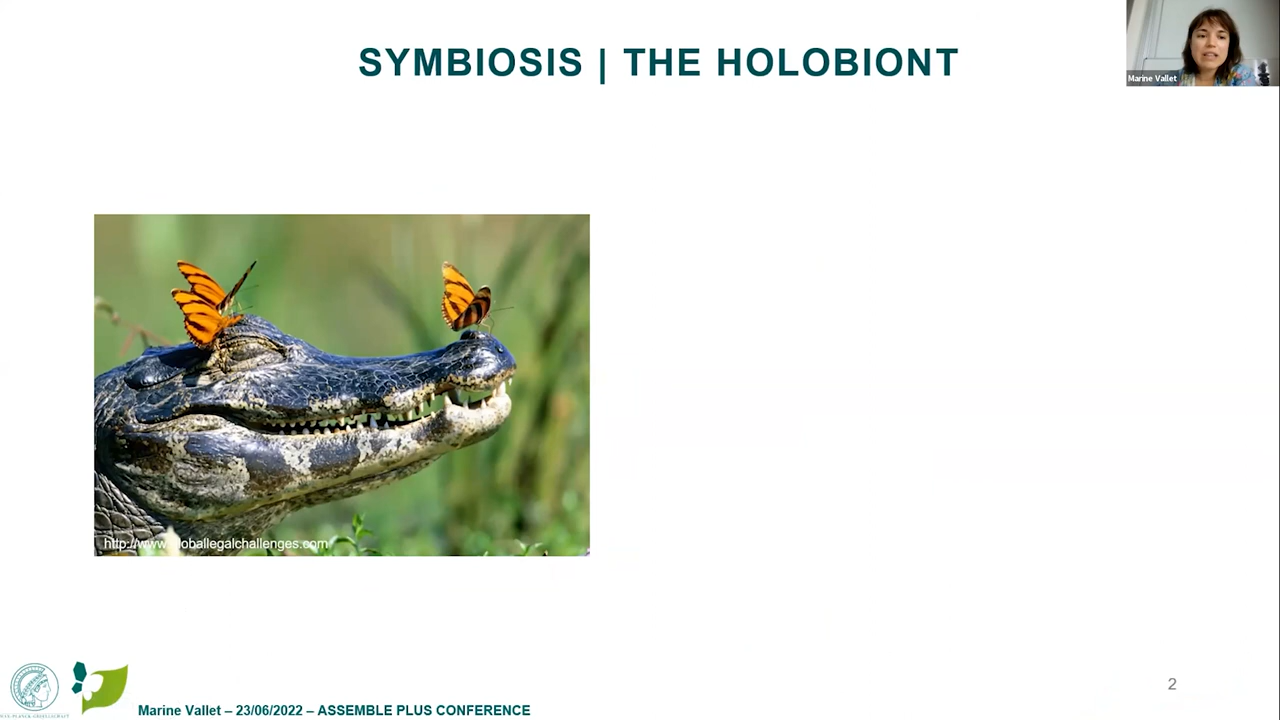 SYMBIOSIS | THE HOLOBIONT
Marine Vallet
http://www.globallegalchallenges.com
2
Marine Vallet – 23/06/2022 – ASSEMBLE PLUS CONFERENCE